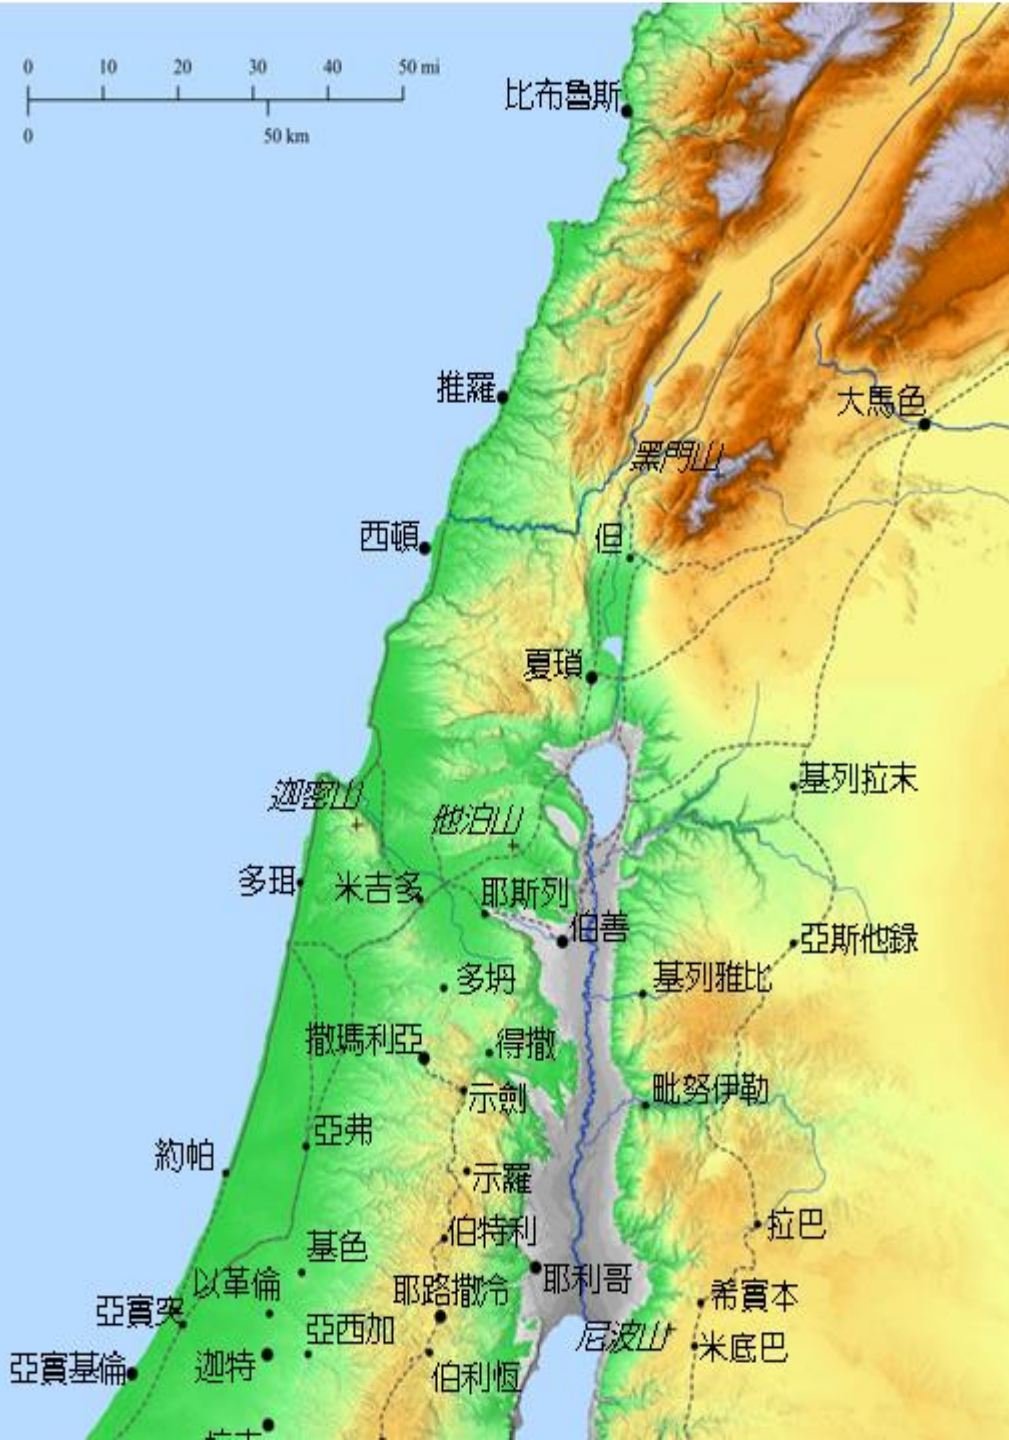 0 10 20 30 40 50 mi
0 50 km
比布魯斯
推羅
大馬色
黑門山
西頓
但
夏瑣
基列拉末
迦密山
他泊山
多珥
米吉多
耶斯列
伯善
亞斯他錄
多坍
基列雅比
撒瑪利亞
得撒
示劍
毗努伊勒
亞弗
約帕
示羅
伯特利
拉巴
基色
以革倫
耶路撒冷
耶利哥
希實本
亞實突
亞西加
尼波山
米底巴
亞實基倫
迦特
伯利恆